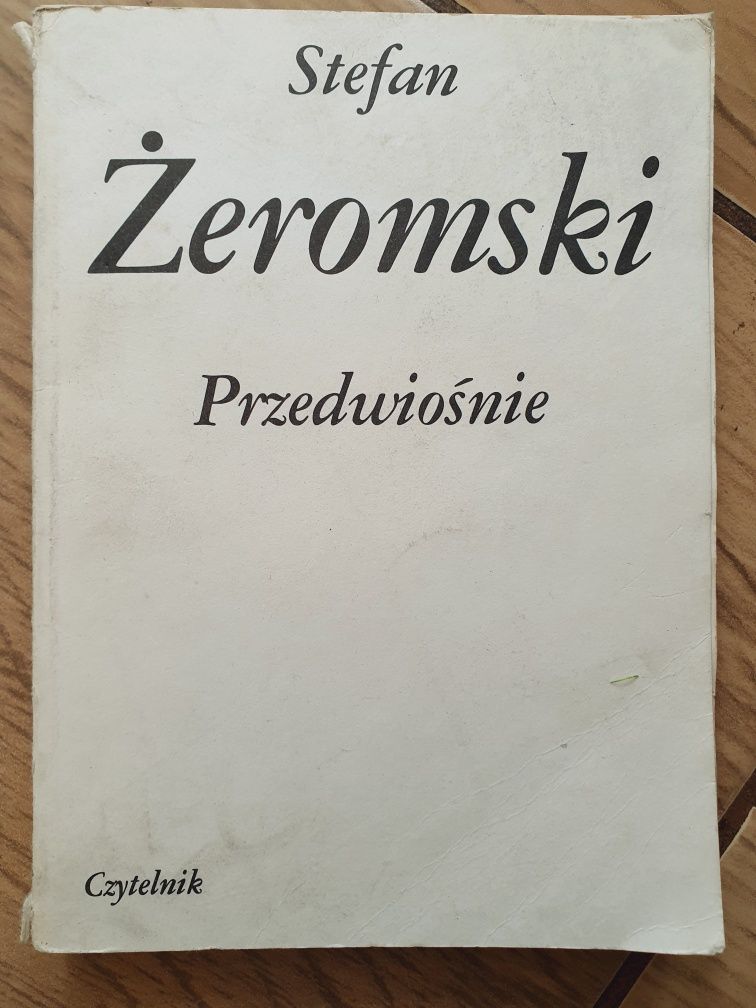 Stefan
Żeromski
Przedwiośnie
Czytelnik